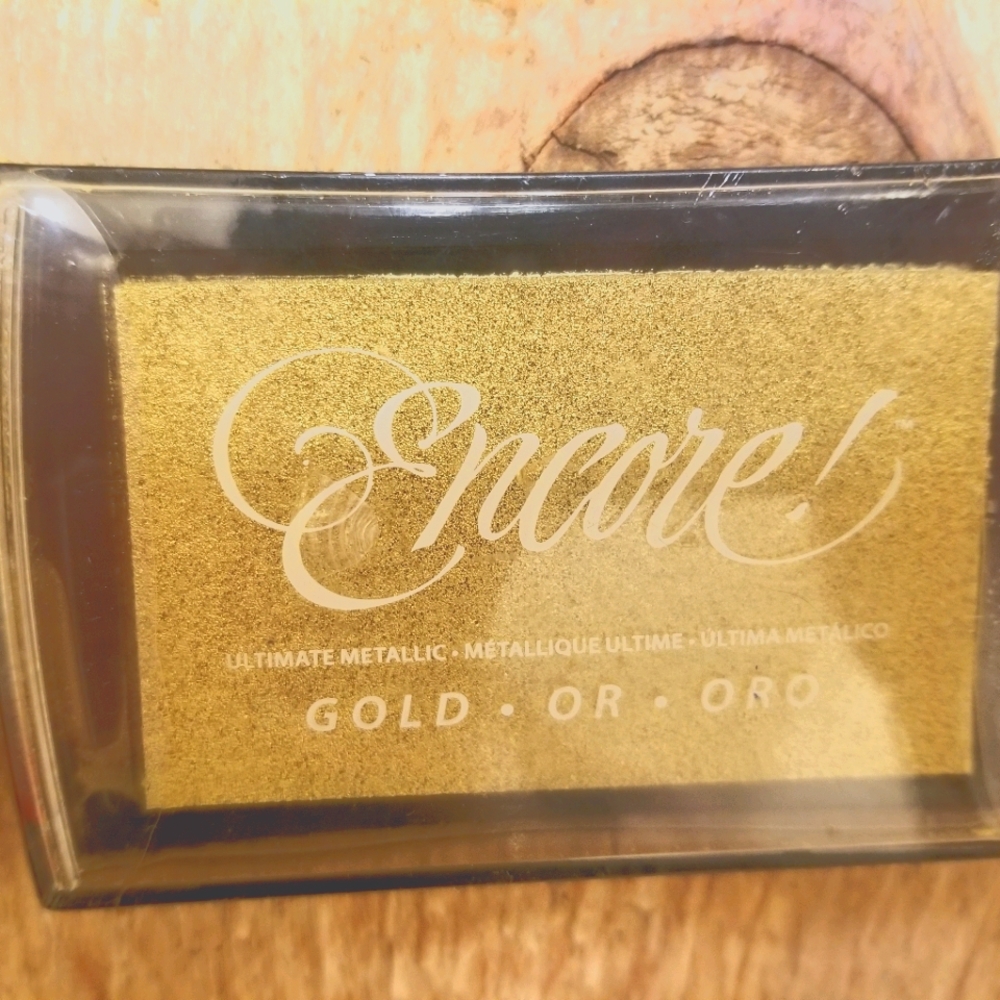 Encore!
ULTIMATE METALLIC • MÉTALLIQUE ULTIME • ÚLTIMA METÁLICO
GOLD • OR • ORO